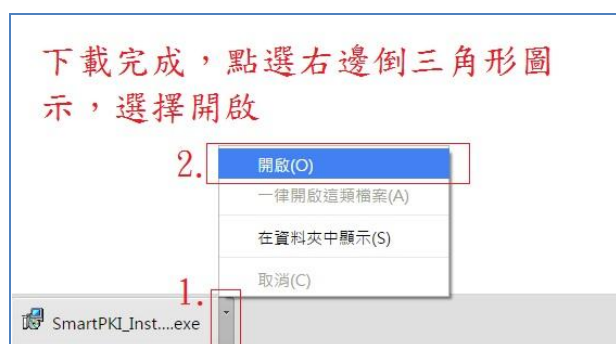 下載完成，點選右邊倒三角形圖
示，選擇開啟
2.
開啟(O)
一律開啟這類檔案(A)
在資料夾中顯示(S)
取消(C)
1.
SmartPKI_Inst....exe